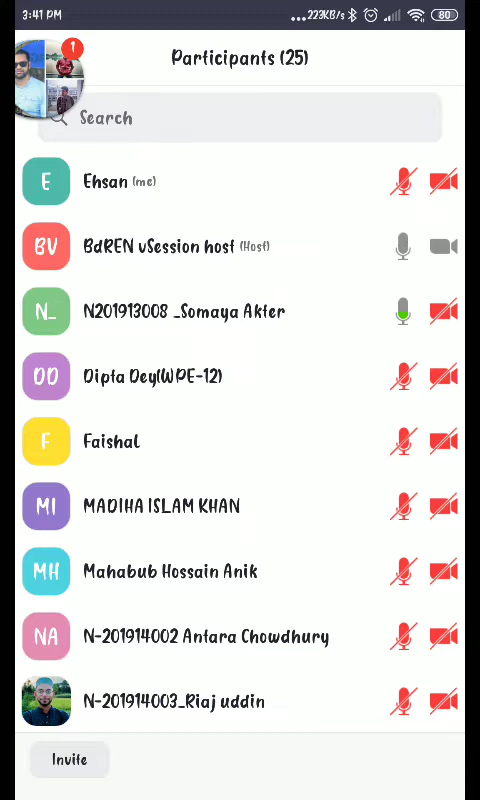 3:41 PM
...223KB/s
80
1
Participants (25)
Search
E
Ehsan (me)
BV
BdREN vSession host (Host)
N_
N201913008 _Somaya Akter
DD
Dipta Dey(WPE-12)
F
Faishal
MI
MADIHA ISLAM KHAN
MH
Mahabub Hossain Anik
NA
N-201914002 Antara Chowdhury
N-201914003_Riaj uddin
Invite